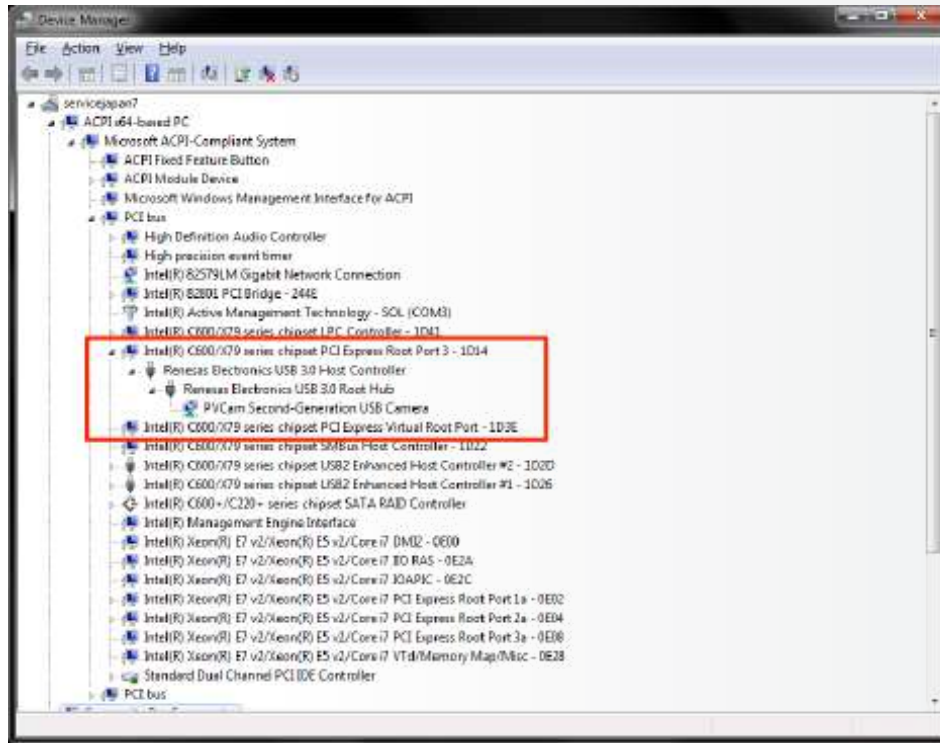 Device Manager
File Action View Help
servicejapan7
ACPI x64-based PC
Microsoft ACPI-Compliant System
ACPI Fixed Feature Button
ACPI Module Device
Microsoft Windows Management Interface for ACPI
PCI bus
High Definition Audio Controller
High precision event timer
Intel(R) 82579LM Gigabit Network Connection
Intel(R) 82801 PCI Bridge - 244E
Intel(R) Active Management Technology - SOL (COM3)
Intel(R) C600/X79 series chipset LPC Controller - 1D41
Intel(R) C600/X79 series chipset PCI Express Root Port 3 - 1D14
Renesas Electronics USB 3.0 Host Controller
Renesas Electronics USB 3.0 Root Hub
PVCam Second-Generation USB Camera
Intel(R) C600/X79 series chipset PCI Express Virtual Root Port - 1D3E
Intel(R) C600/X79 series chipset SMBus Host Controller - 1D22
Intel(R) C600/X79 series chipset USB2 Enhanced Host Controller #2 - 1D2D
Intel(R) C600/X79 series chipset USB2 Enhanced Host Controller #1 - 1D26
Intel(R) C600+/C220+ series chipset SATA RAID Controller
Intel(R) Management Engine Interface
Intel(R) Xeon(R) E7 v2/Xeon(R) E5 v2/Core i7 DMI2 - 0E00
Intel(R) Xeon(R) E7 v2/Xeon(R) E5 v2/Core i7 IIO RAS - 0E2A
Intel(R) Xeon(R) E7 v2/Xeon(R) E5 v2/Core i7 IOAPIC - 0E2C
Intel(R) Xeon(R) E7 v2/Xeon(R) E5 v2/Core i7 PCI Express Root Port 1a - 0E02
Intel(R) Xeon(R) E7 v2/Xeon(R) E5 v2/Core i7 PCI Express Root Port 2a - 0E04
Intel(R) Xeon(R) E7 v2/Xeon(R) E5 v2/Core i7 PCI Express Root Port 3a - 0E08
Intel(R) Xeon(R) E7 v2/Xeon(R) E5 v2/Core i7 VTd/Memory Map/Misc - 0E28
Standard Dual Channel PCI IDE Controller
PCI bus